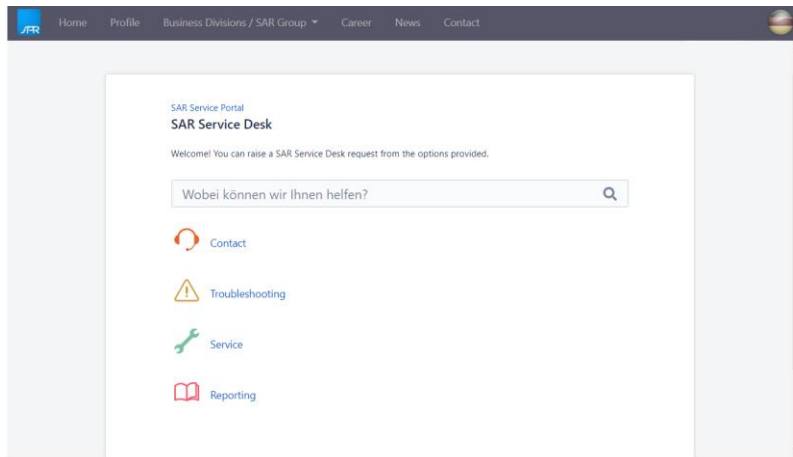 SAR
Home Profile Business Divisions / SAR Group Career News Contact
SAR Service Portal
SAR Service Desk
Welcome! You can raise a SAR Service Desk request from the options provided.
Wobei können wir Ihnen helfen?
Contact
Troubleshooting
Service
Reporting